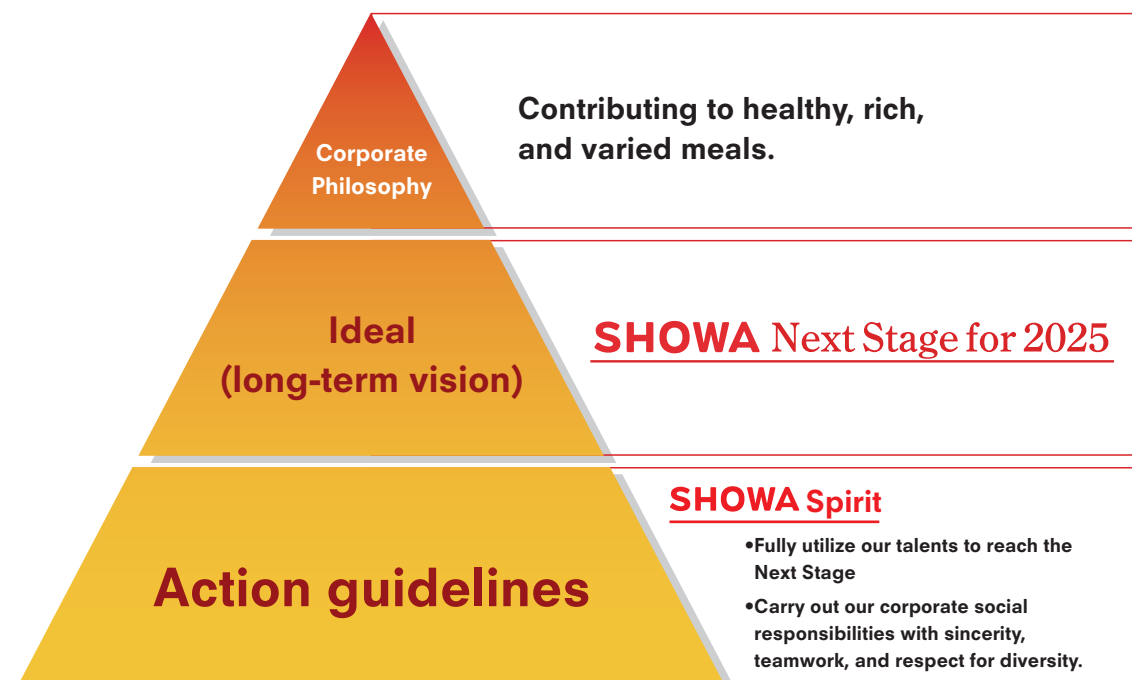 Corporate
Philosophy
Contributing to healthy, rich,
and varied meals.
Ideal
(long-term vision)
SHOWA Next Stage for 2025
Action guidelines
SHOWA Spirit
•Fully utilize our talents to reach the
Next Stage
•Carry out our corporate social
responsibilities with sincerity,
teamwork, and respect for diversity.